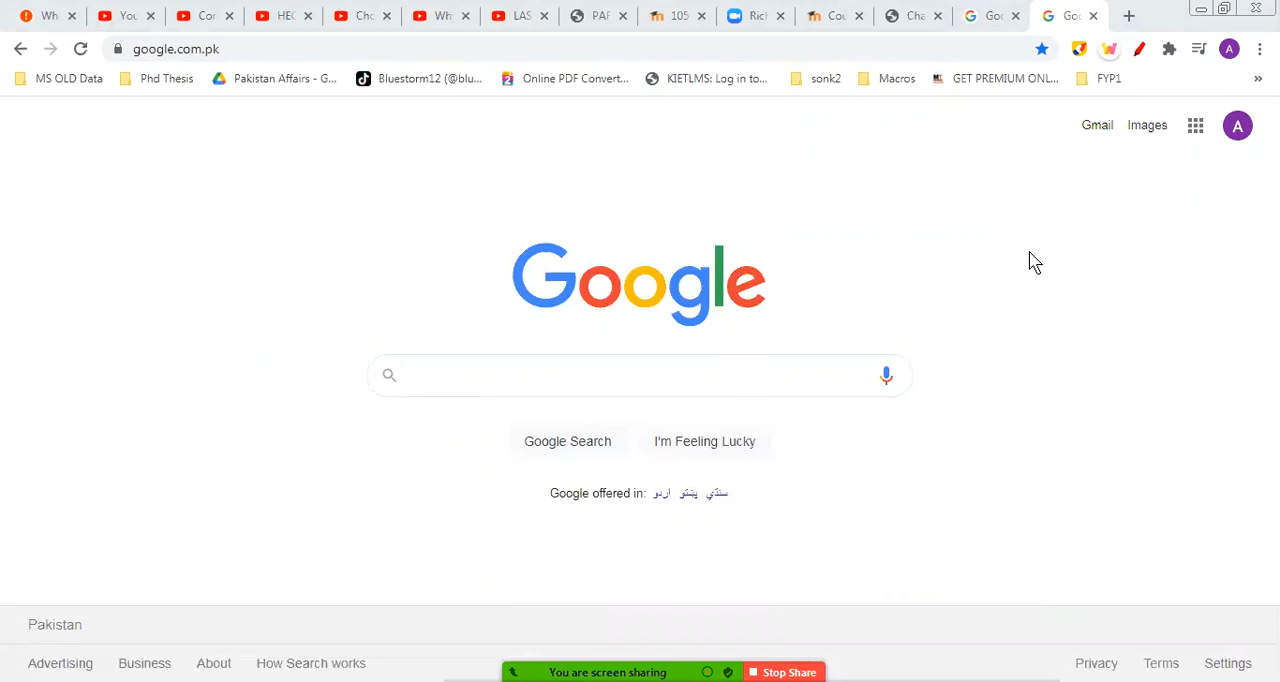 Wh You Cor HEC Cho Why LAS PAF 105 Rich Cou Cha Goo Goo
google.com.pk
MS OLD Data Phd Thesis Pakistan Affairs - G... Bluestorm12 (@blu... Online PDF Convert... KIETLMS: Log in to... sonk2 Macros GET PREMIUM ONL... FYP1 »
Gmail Images A
Google
Google Search I'm Feeling Lucky
Google offered in: اردو پښتو سنڌي
Pakistan
Advertising Business About How Search works Privacy Terms Settings
You are screen sharing Stop Share